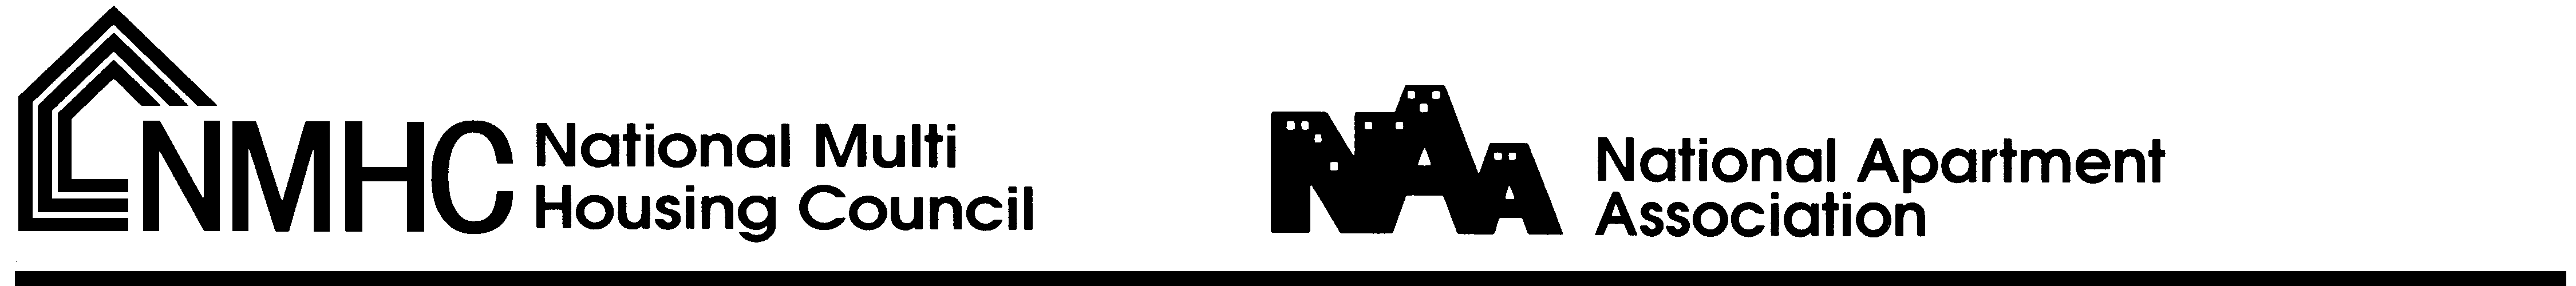 NMHC
National Multi
Housing Council
NAA
National Apartment
Association